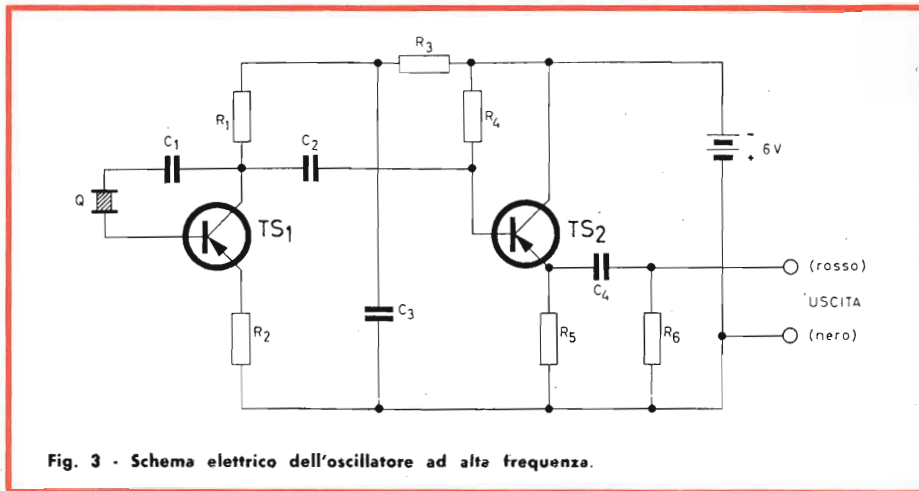 R3
R1
R4
C1
C2
- 6 V
+
Q
TS1
TS2
(rosso)
C4
USCITA
C3
R2
R5
R6
(nero)
Fig. 3 - Schema elettrico dell'oscillatore ad alta frequenza.